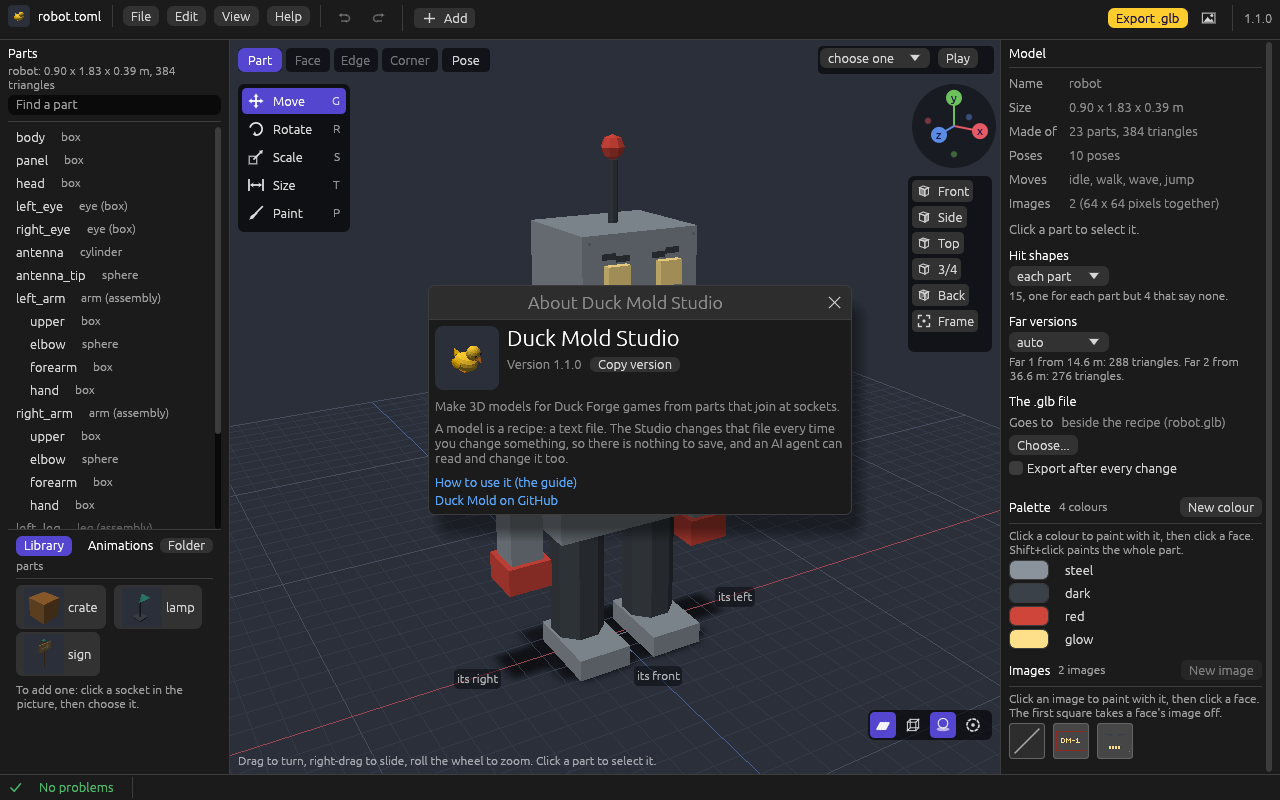 robot.toml
File
Edit
View
Help
Add
Export .glb
1.1.0
Parts
robot: 0.90 x 1.83 x 0.39 m, 384
triangles
Find a part
body box
panel box
head box
left_eye eye (box)
right_eye eye (box)
antenna cylinder
antenna_tip sphere
left_arm arm (assembly)
upper box
elbow sphere
forearm box
hand box
right_arm arm (assembly)
upper box
elbow sphere
forearm box
hand box
left_leg leg (assembly)
Library
Animations
Folder
parts
crate
lamp
sign
To add one: click a socket in the
picture, then choose it.
Part
Face
Edge
Corner
Pose
Move G
Rotate R
Scale S
Size T
Paint P
choose one
Play
y
x
z
Front
Side
Top
3/4
Back
Frame
About Duck Mold Studio
Duck Mold Studio
Version 1.1.0
Copy version
Make 3D models for Duck Forge games from parts that join at sockets.
A model is a recipe: a text file. The Studio changes that file every time
you change something, so there is nothing to save, and an AI agent can
read and change it too.
How to use it (the guide)
Duck Mold on GitHub
its left
its right
its front
Drag to turn, right-drag to slide, roll the wheel to zoom. Click a part to select it.
Model
Name robot
Size 0.90 x 1.83 x 0.39 m
Made of 23 parts, 384 triangles
Poses 10 poses
Moves idle, walk, wave, jump
Images 2 (64 x 64 pixels together)
Click a part to select it.
Hit shapes
each part
15, one for each part but 4 that say none.
Far versions
auto
Far 1 from 14.6 m: 288 triangles. Far 2 from
36.6 m: 276 triangles.
The .glb file
Goes to beside the recipe (robot.glb)
Choose...
Export after every change
Palette 4 colours
New colour
Click a colour to paint with it, then click a face.
Shift+click paints the whole part.
steel
dark
red
glow
Images 2 images
New image
Click an image to paint with it, then click a face.
The first square takes a face's image off.
DM-1
No problems